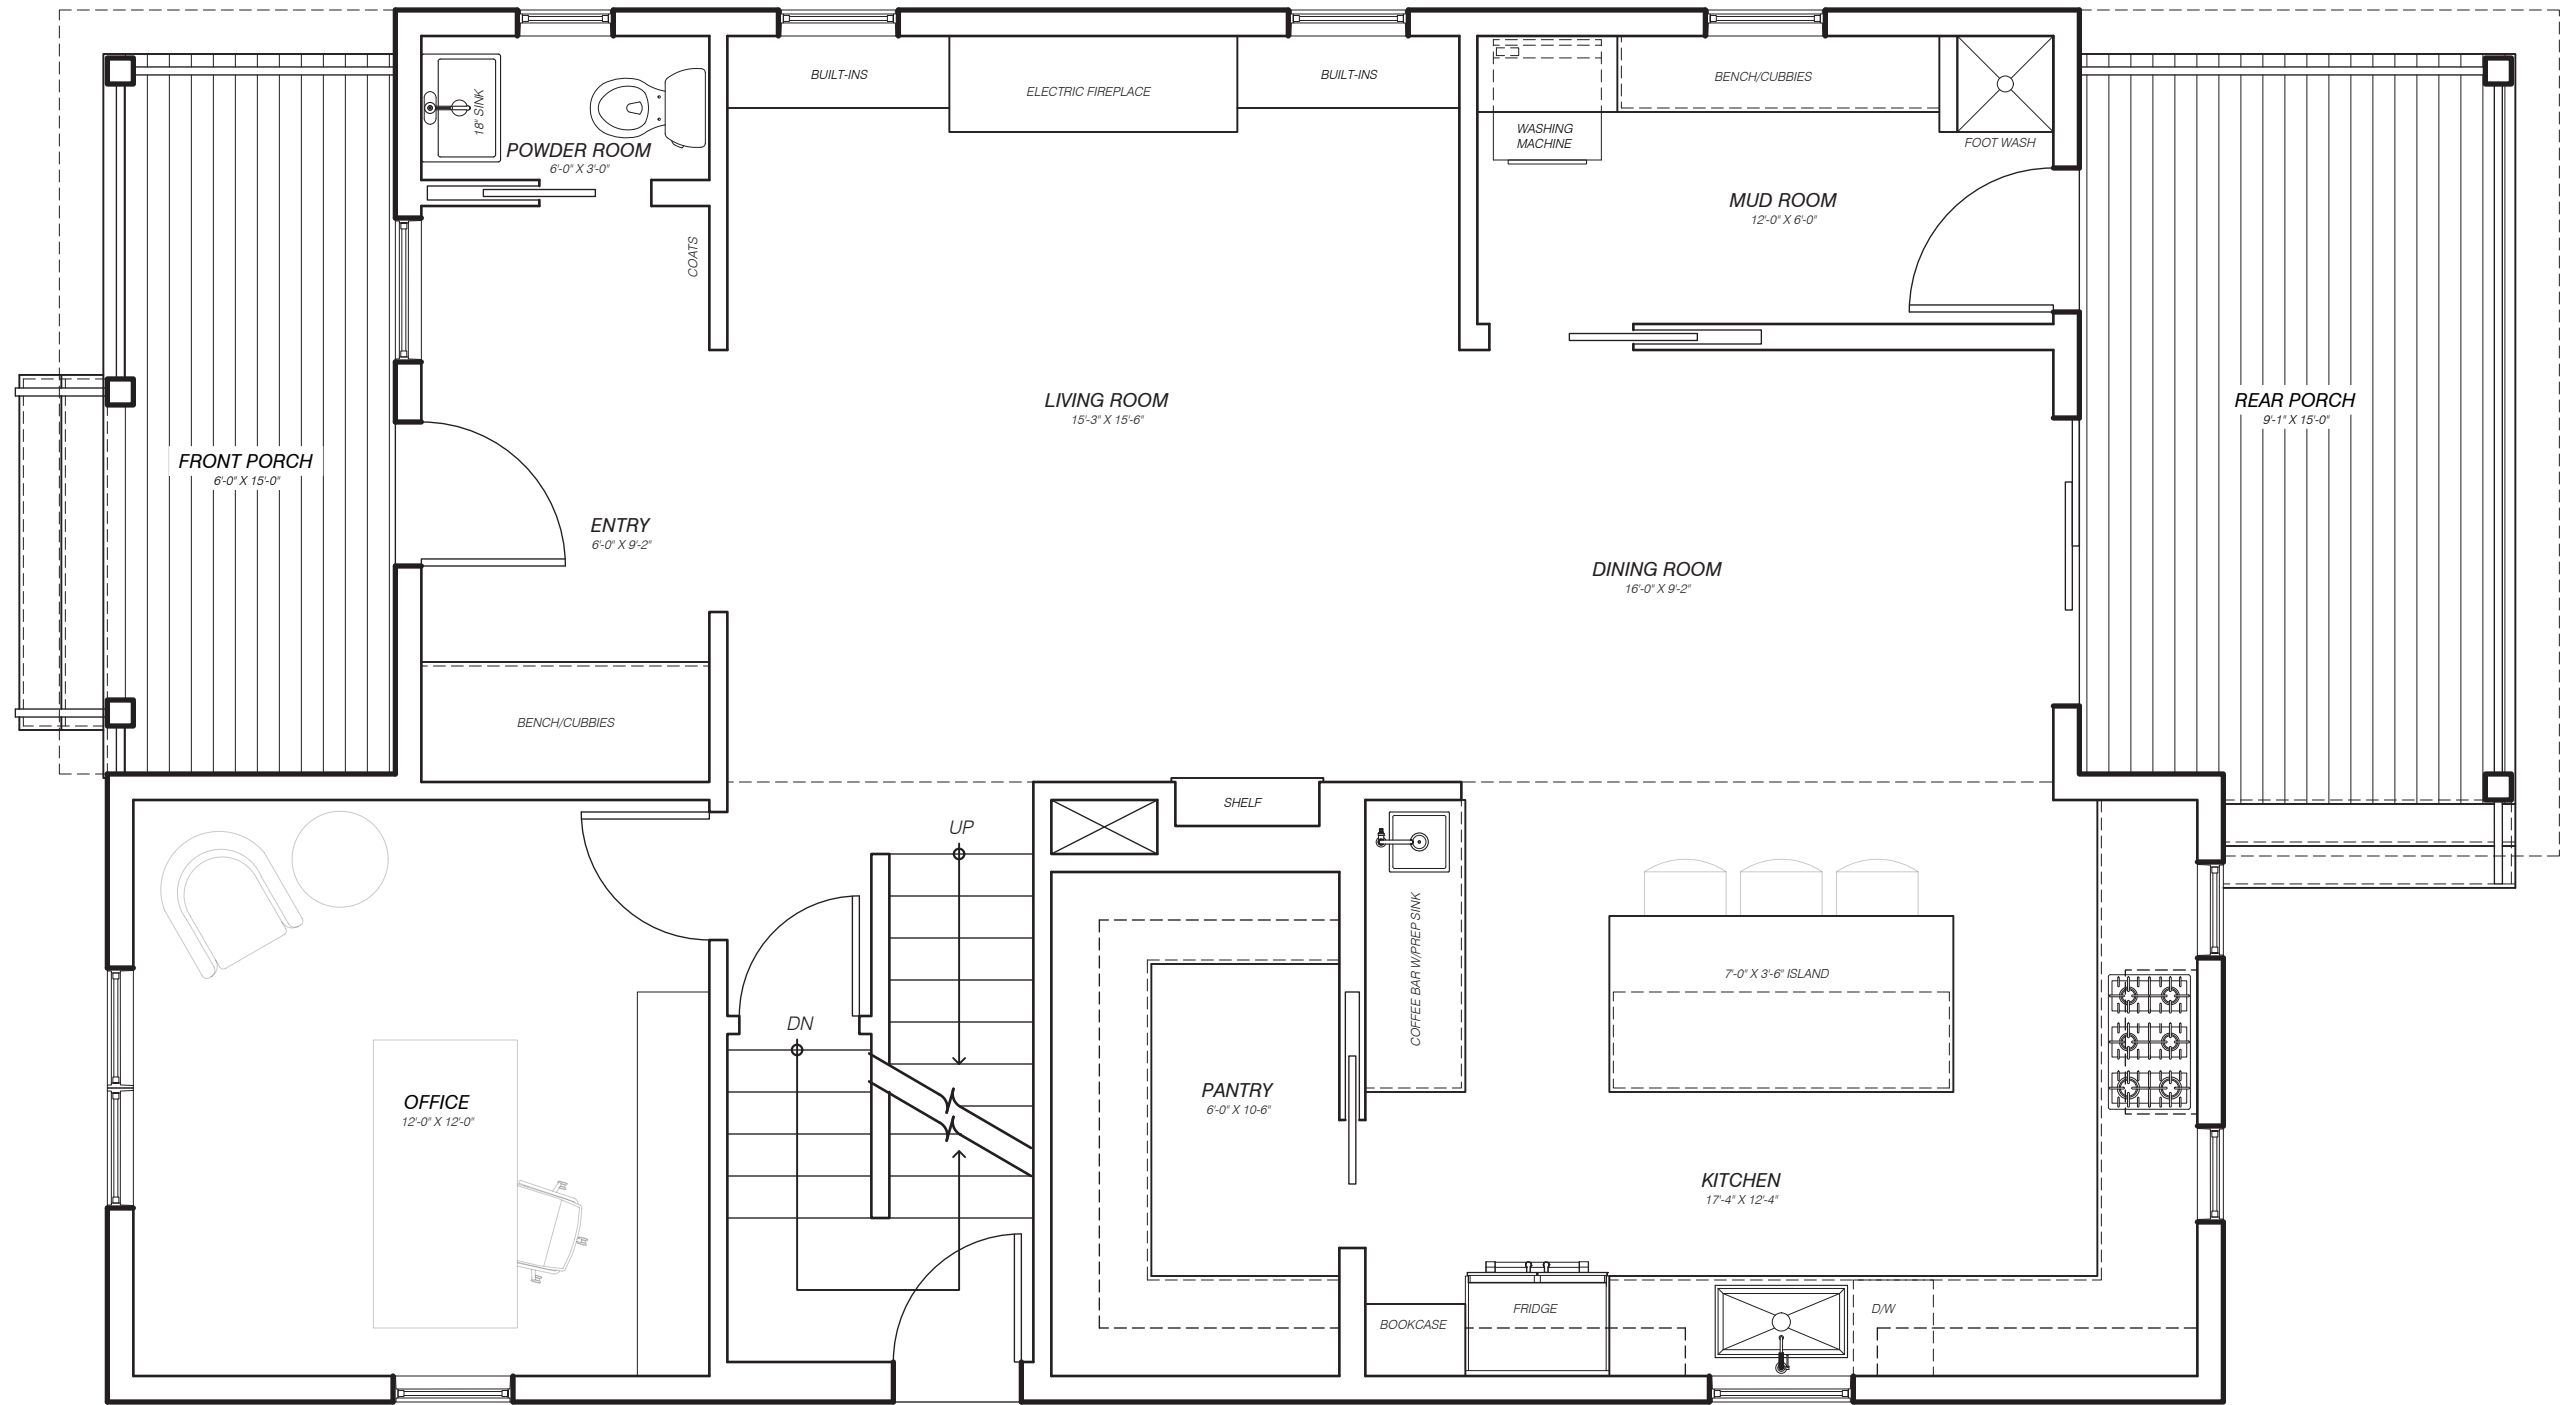 BUILT-INS
ELECTRIC FIREPLACE
BUILT-INS
BENCH/CUBBIES
18" SINK
POWDER ROOM
6'-0" X 3'-0"
WASHING
MACHINE
FOOT WASH
MUD ROOM
12'-0" X 6'-0"
COATS
LIVING ROOM
15'-3" X 15'-6"
REAR PORCH
9'-1" X 15'-0"
FRONT PORCH
6'-0" X 15'-0"
ENTRY
6'-0" X 9'-2"
DINING ROOM
16'-0" X 9'-2"
BENCH/CUBBIES
SHELF
UP
COFFEE BAR W/PREP SINK
7'-0" X 3'-6" ISLAND
DN
OFFICE
12'-0" X 12'-0"
PANTRY
6'-0" X 10-6"
KITCHEN
17'-4" X 12'-4"
BOOKCASE
FRIDGE
D/W